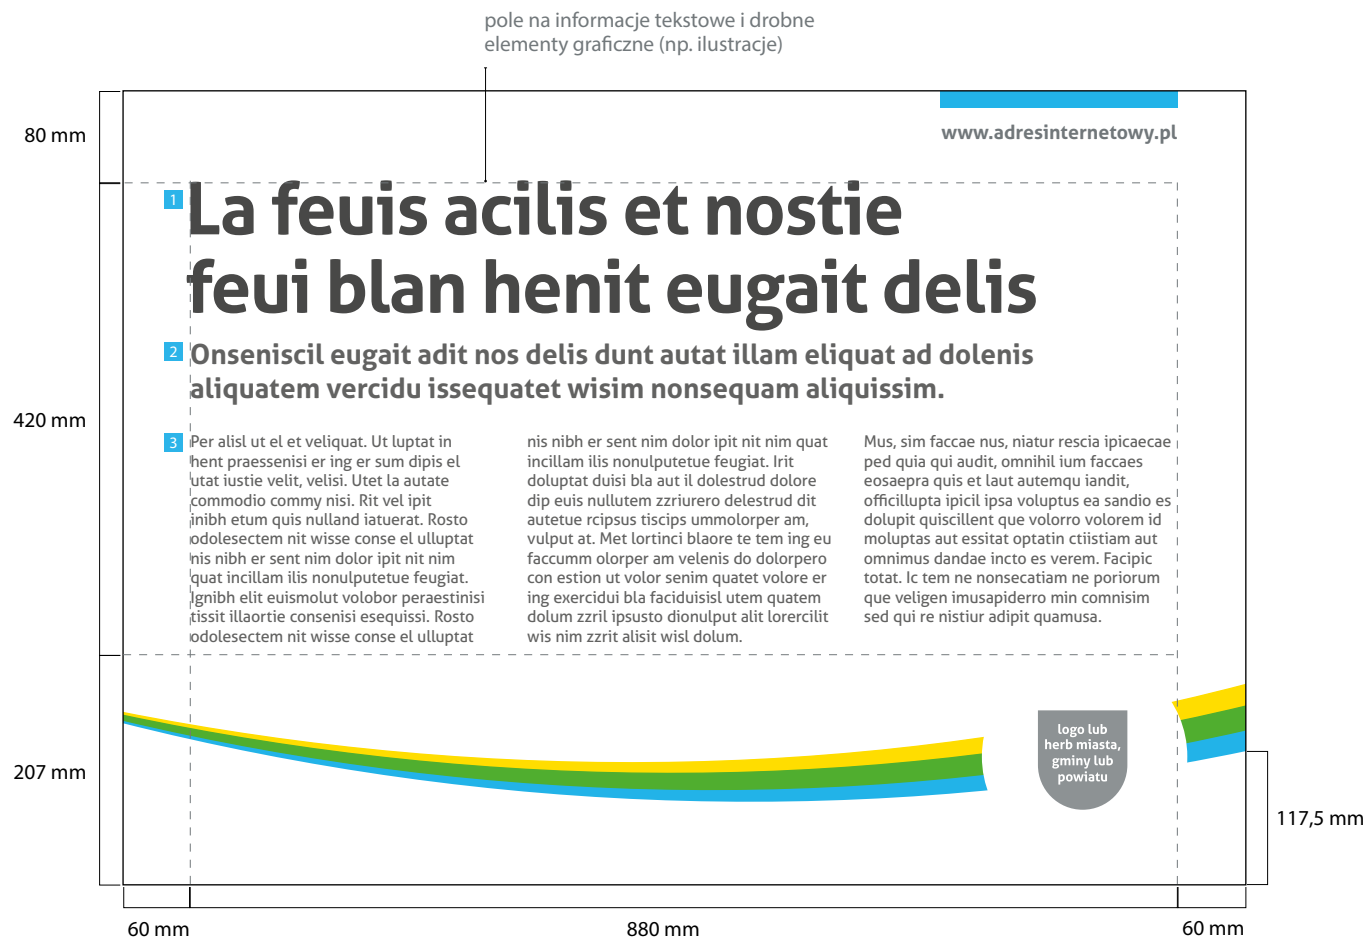 pole na informacje tekstowe i drobne
elementy graficzne (np. ilustracje)
80 mm
www.adresinternetowy.pl
1 La feuis acilis et nostie
feui blan henit eugait delis
2 Onseniscil eugait adit nos delis dunt autat illam eliquat ad dolenis
aliquatem vercidu issequatet wisim nonsequam aliquissim.
420 mm
3 Per alisl ut el et veliquat. Ut luptat in
hent praessenisi er ing er sum dipis el
utat iustie velit, velisi. Utet la autate
commodio commy nisi. Rit vel ipit
inibh etum quis nulland iatuerat. Rosto
odolesectem nit wisse conse el ulluptat
nis nibh er sent nim dolor ipit nit nim
quat incillam ilis nonulputetue feugiat.
Ignibh elit euismolut volobor peraestinisi
tissit illaortie consenisi esequissi. Rosto
odolesectem nit wisse conse el ulluptat
nis nibh er sent nim dolor ipit nit nim quat
incillam ilis nonulputetue feugiat. Irit
doluptat duisi bla aut il dolestrud dolore
dip euis nullutem zzriurero delestrud dit
autetue rcipsus tiscips ummolorper am,
vulput at. Met lortinci blaore te tem ing eu
faccumm olorper am velenis do dolorpero
con estion ut volor senim quatet volore er
ing exercidui bla faciduisisl utem quatem
dolum zzril ipsusto dionulput alit lorercilit
wis nim zzrit alisit wisl dolum.
Mus, sim faccae nus, niatur rescia ipicaecae
ped quia qui audit, omnihil ium faccaes
eosaepra quis et laut autemqu iandit,
officillupta ipicil ipsa voluptus ea sandio es
dolupit quiscillent que volorro volorem id
moluptas aut essitat optatin ctiistiam aut
omnimus dandae incto es verem. Facipic
totat. Ic tem ne nonsecatiam ne poriorum
que veligen imusapiderro min comnisim
sed qui re nistiur adipit quamusa.
logo lub
herb miasta,
gminy lub
powiatu
207 mm
117,5 mm
60 mm
880 mm
60 mm